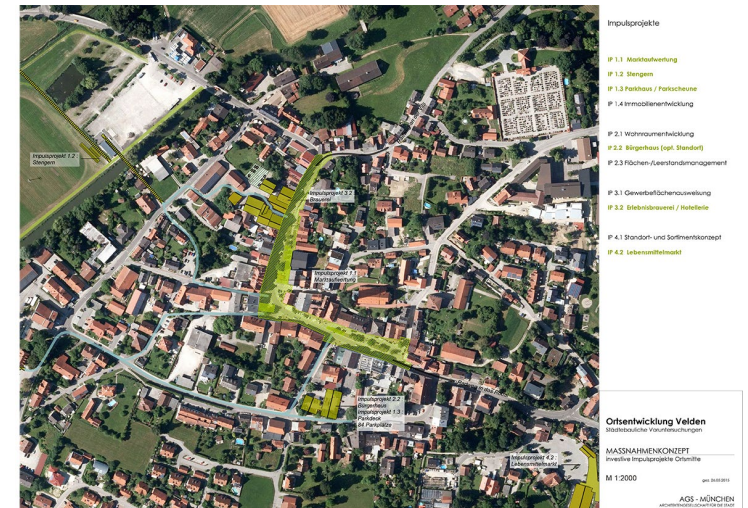 Impulsprojekte
IP 1.1 Marktaufwertung
IP 1.2 Stengern
IP 1.3 Parkhaus / Parkscheune
IP 1.4 Immobilienentwicklung
IP 2.1 Wohnraumentwicklung
IP 2.2 Bürgerhaus (opt. Standort)
IP 2.3 Flächen-/Leerstandsmanagement
IP 3.1 Gewerbeflächenausweisung
IP 3.2 Erlebnisbrauerei / Hotellerie
IP 4.1 Standort- und Sortimentskonzept
IP 4.2 Lebensmittelmarkt
Impulsprojekt 1.2
Stengern
Impulsprojekt 3.2
Brauerei
Impulsprojekt 1.1
Marktaufwertung
Impulsprojekt 2.2
Bürgerhaus
Impulsprojekt 1.3
Parkdeck
84 Parkplätze
Impulsprojekt 4.2 :
Lebensmittelmarkt
Ortsentwicklung Velden
Städtebauliche Voruntersuchungen
MASSNAHMENKONZEPT
investive Impulsprojekte Ortsmitte
M 1:2000
AGS - MÜNCHEN
ARCHITEKTENGESELLSCHAFT FÜR DIE STADT